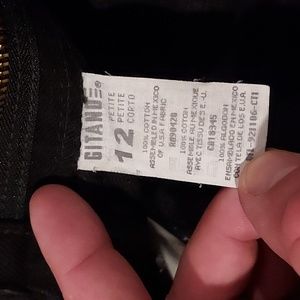 GITANO®
12 PETITE
PETITE
CORTO
100% COTTON
ASSEMBLED IN MEXICO
OF U.S.A. FABRIC
RN90420
100% COTON
ASSEMBLE AU MEXIQUE
AVEC TISSU DES E.-U.
CA18345
100% ALGODON
ENSAMBLADO EN MEXICO
CON TELA DE LOS E.U.A.